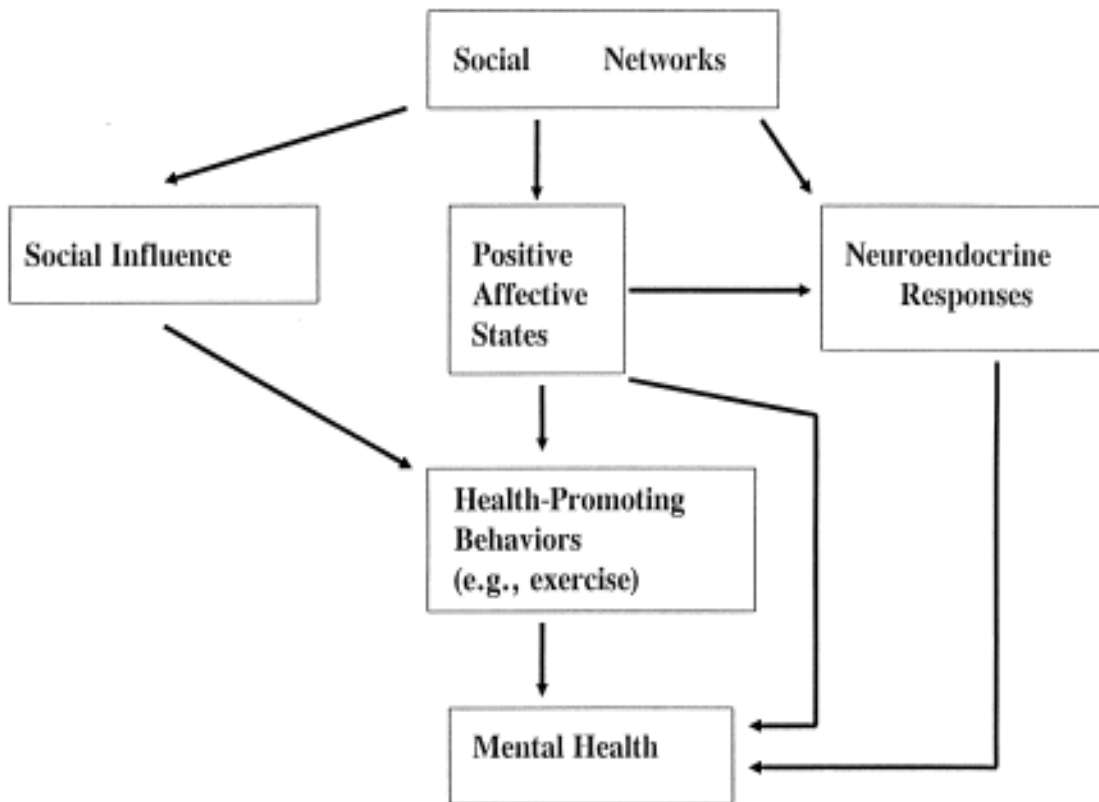 Social Networks
Social Influence
Positive
Affective
States
Neuroendocrine
Responses
Health-Promoting
Behaviors
(e.g., exercise)
Mental Health